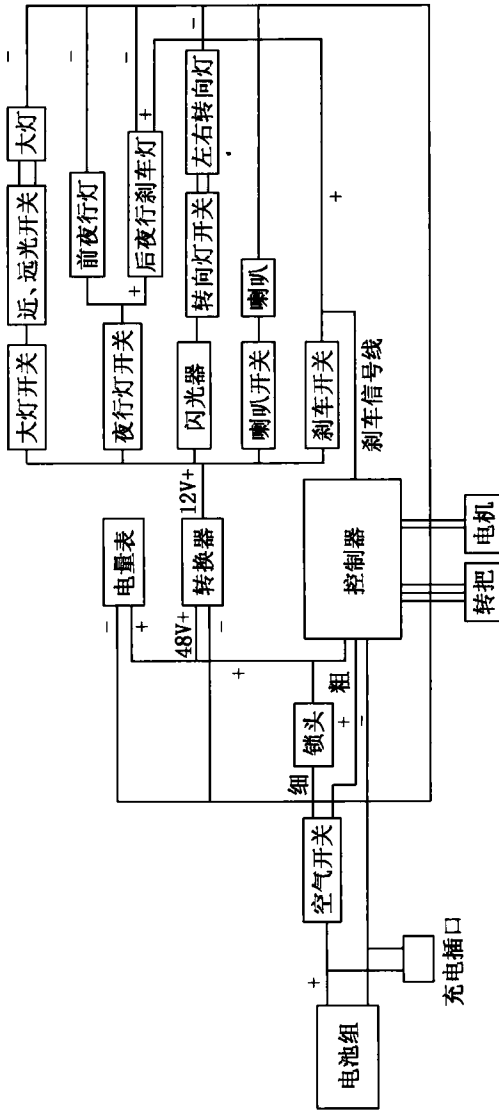 电池组
+
充电插口
空气开关
细
锁头
粗
+
−
+
48V+
−
电量表
−
+
转换器
12V+
控制器
转把
电机
刹车信号线
大灯开关
近、远光开关
大灯
−
夜行灯开关
前夜行灯
−
+
后夜行刹车灯
−
+
闪光器
转向灯开关
左右转向灯
−
喇叭开关
喇叭
刹车开关
+